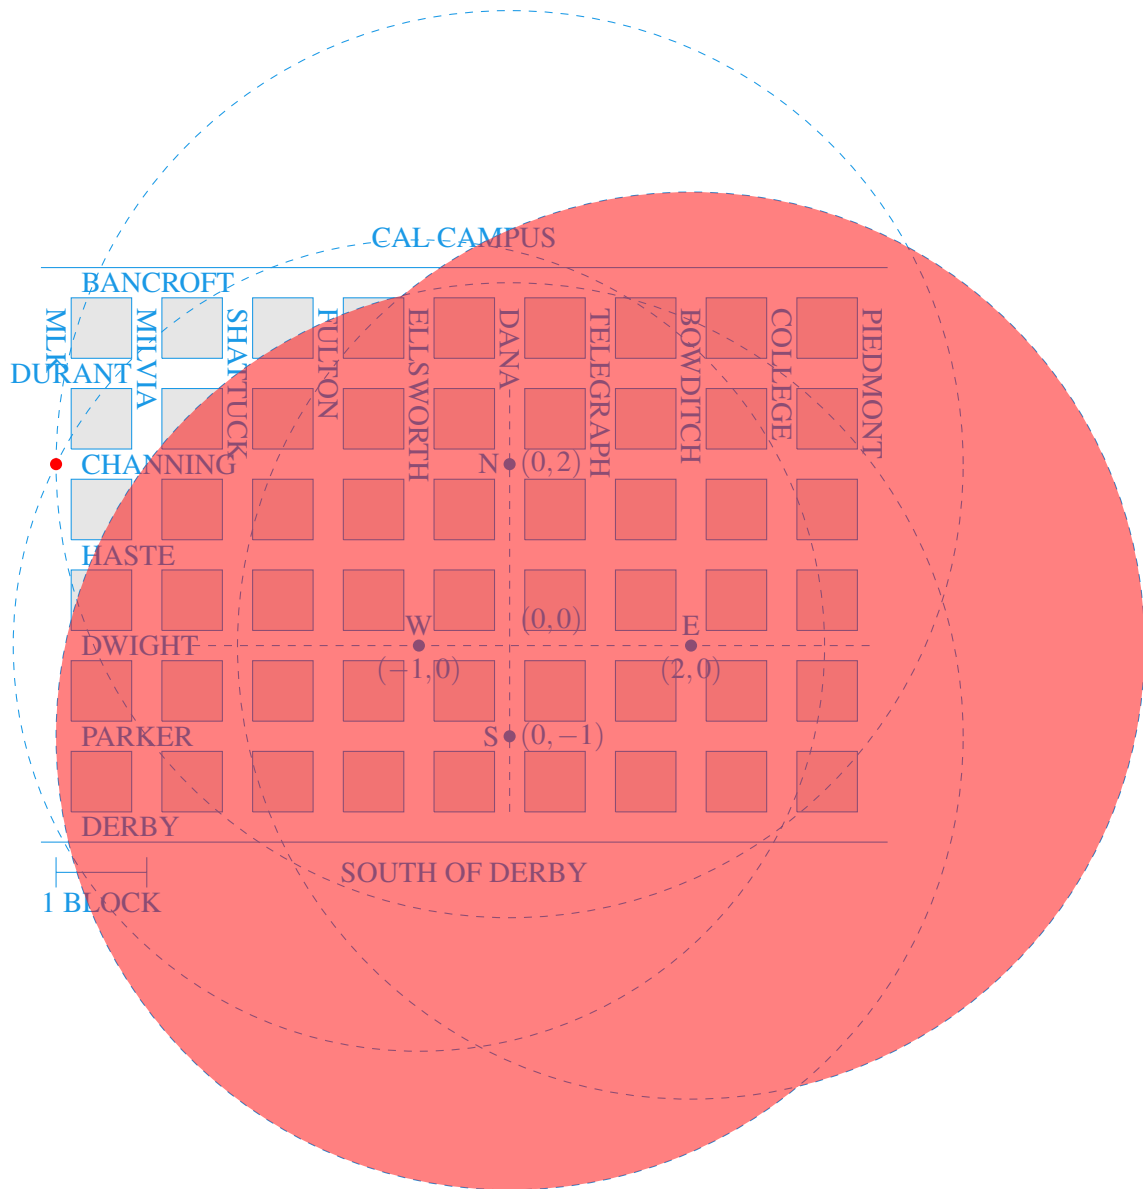 CAL CAMPUS
BANCROFT
MLK
MILVIA
SHATTUCK
FULTON
ELLSWORTH
DANA
TELEGRAPH
BOWDITCH
COLLEGE
PIEDMONT
DURANT
CHANNING
N (0,2)
HASTE
(0,0)
W
E
DWIGHT
(−1,0)
(2,0)
PARKER
S (0,−1)
DERBY
SOUTH OF DERBY
1 BLOCK